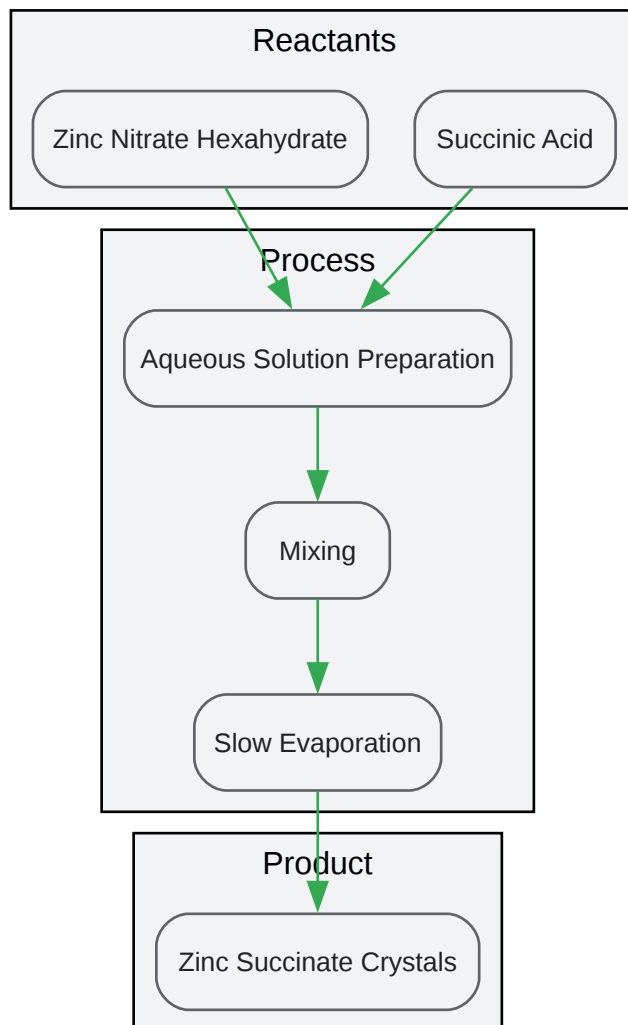 Reactants
Zinc Nitrate Hexahydrate
Succinic Acid
Process
Aqueous Solution Preparation
Mixing
Slow Evaporation
Product
Zinc Succinate Crystals